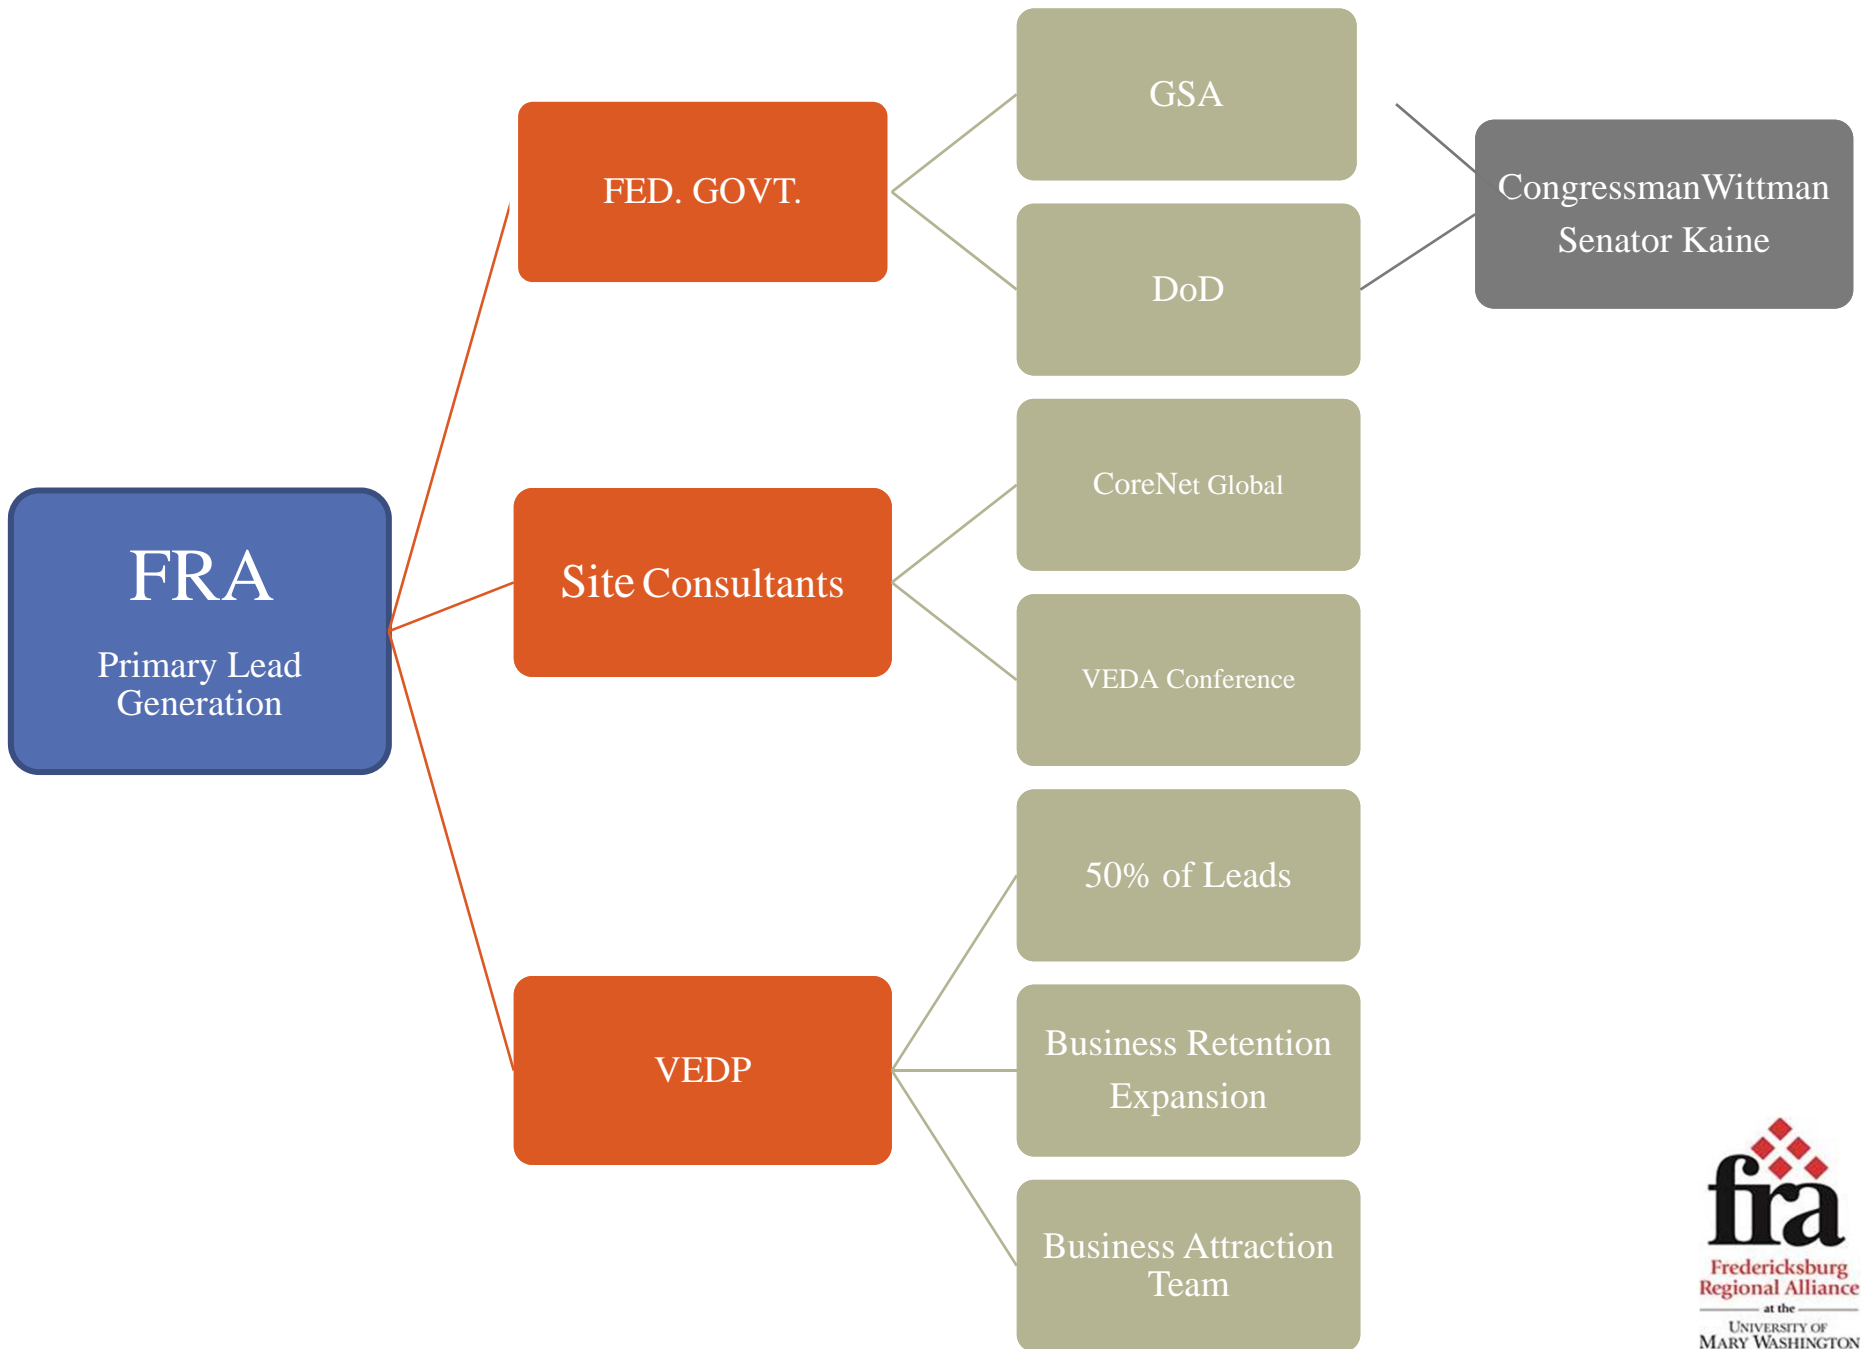 FRA
Primary Lead
Generation
FED. GOVT.
Site Consultants
VEDP
GSA
DoD
CoreNet Global
VEDA Conference
50% of Leads
Business Retention
Expansion
Business Attraction
Team
CongressmanWittman
Senator Kaine
fra
Fredericksburg
Regional Alliance
at the
UNIVERSITY OF
MARY WASHINGTON